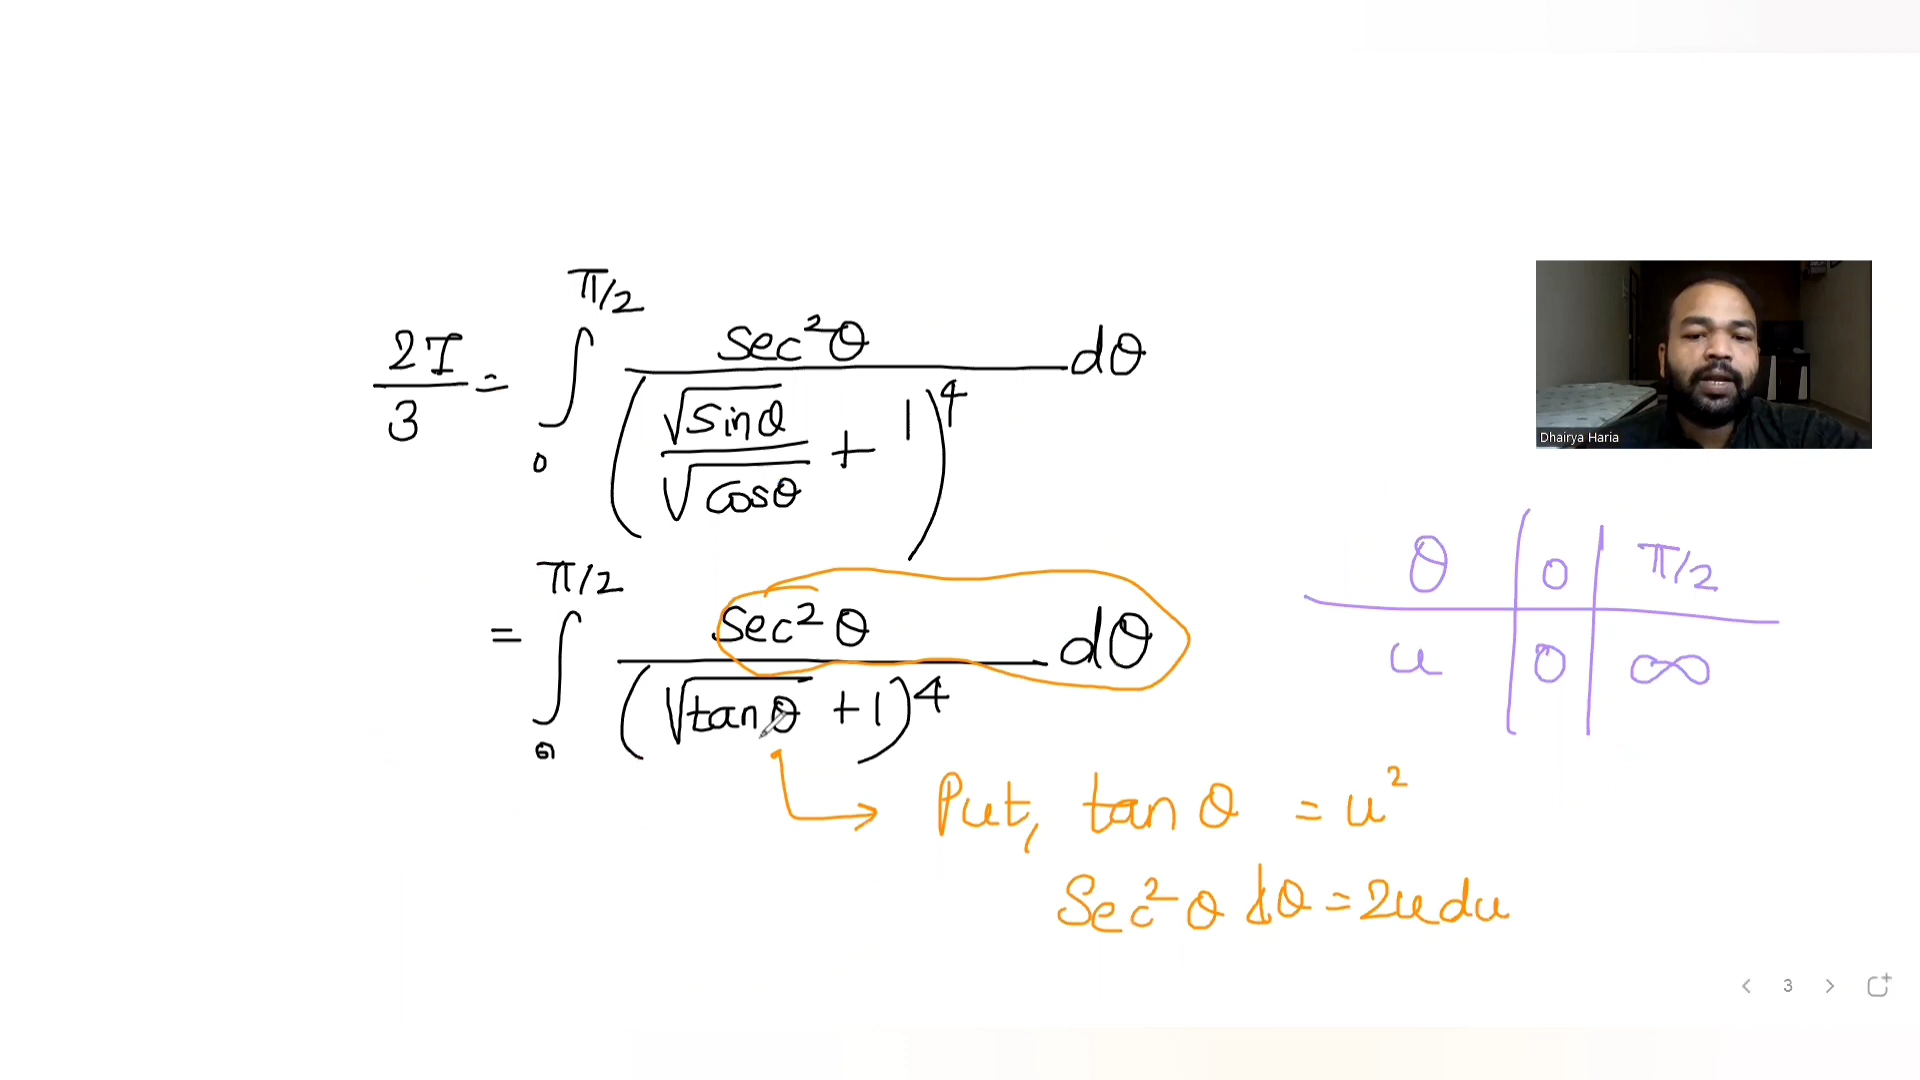 2I/3 = ∫₀^(π/2) sec²θ / (√sinθ/√cosθ + 1)⁴ dθ
Dhairya Haria
θ | 0 | π/2
u | 0 | ∞
= ∫₀^(π/2) sec²θ / (√tanθ + 1)⁴ dθ
Put, tan θ = u²
Sec²θ dθ = 2u du
< 3 >